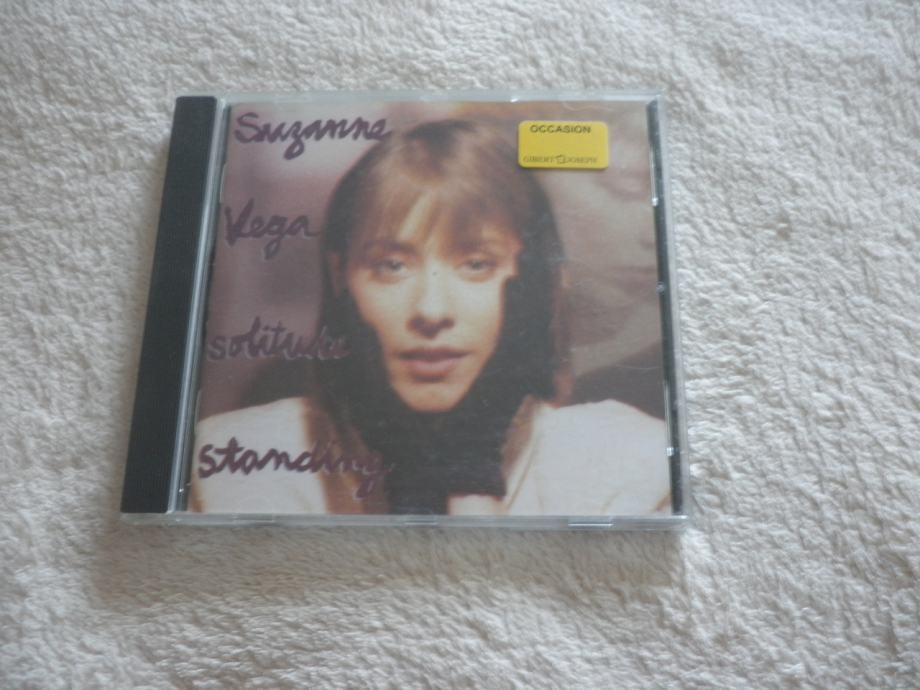 Suzanne
OCCASION
GIBERT JOSEPH
Vega
solitude
standing